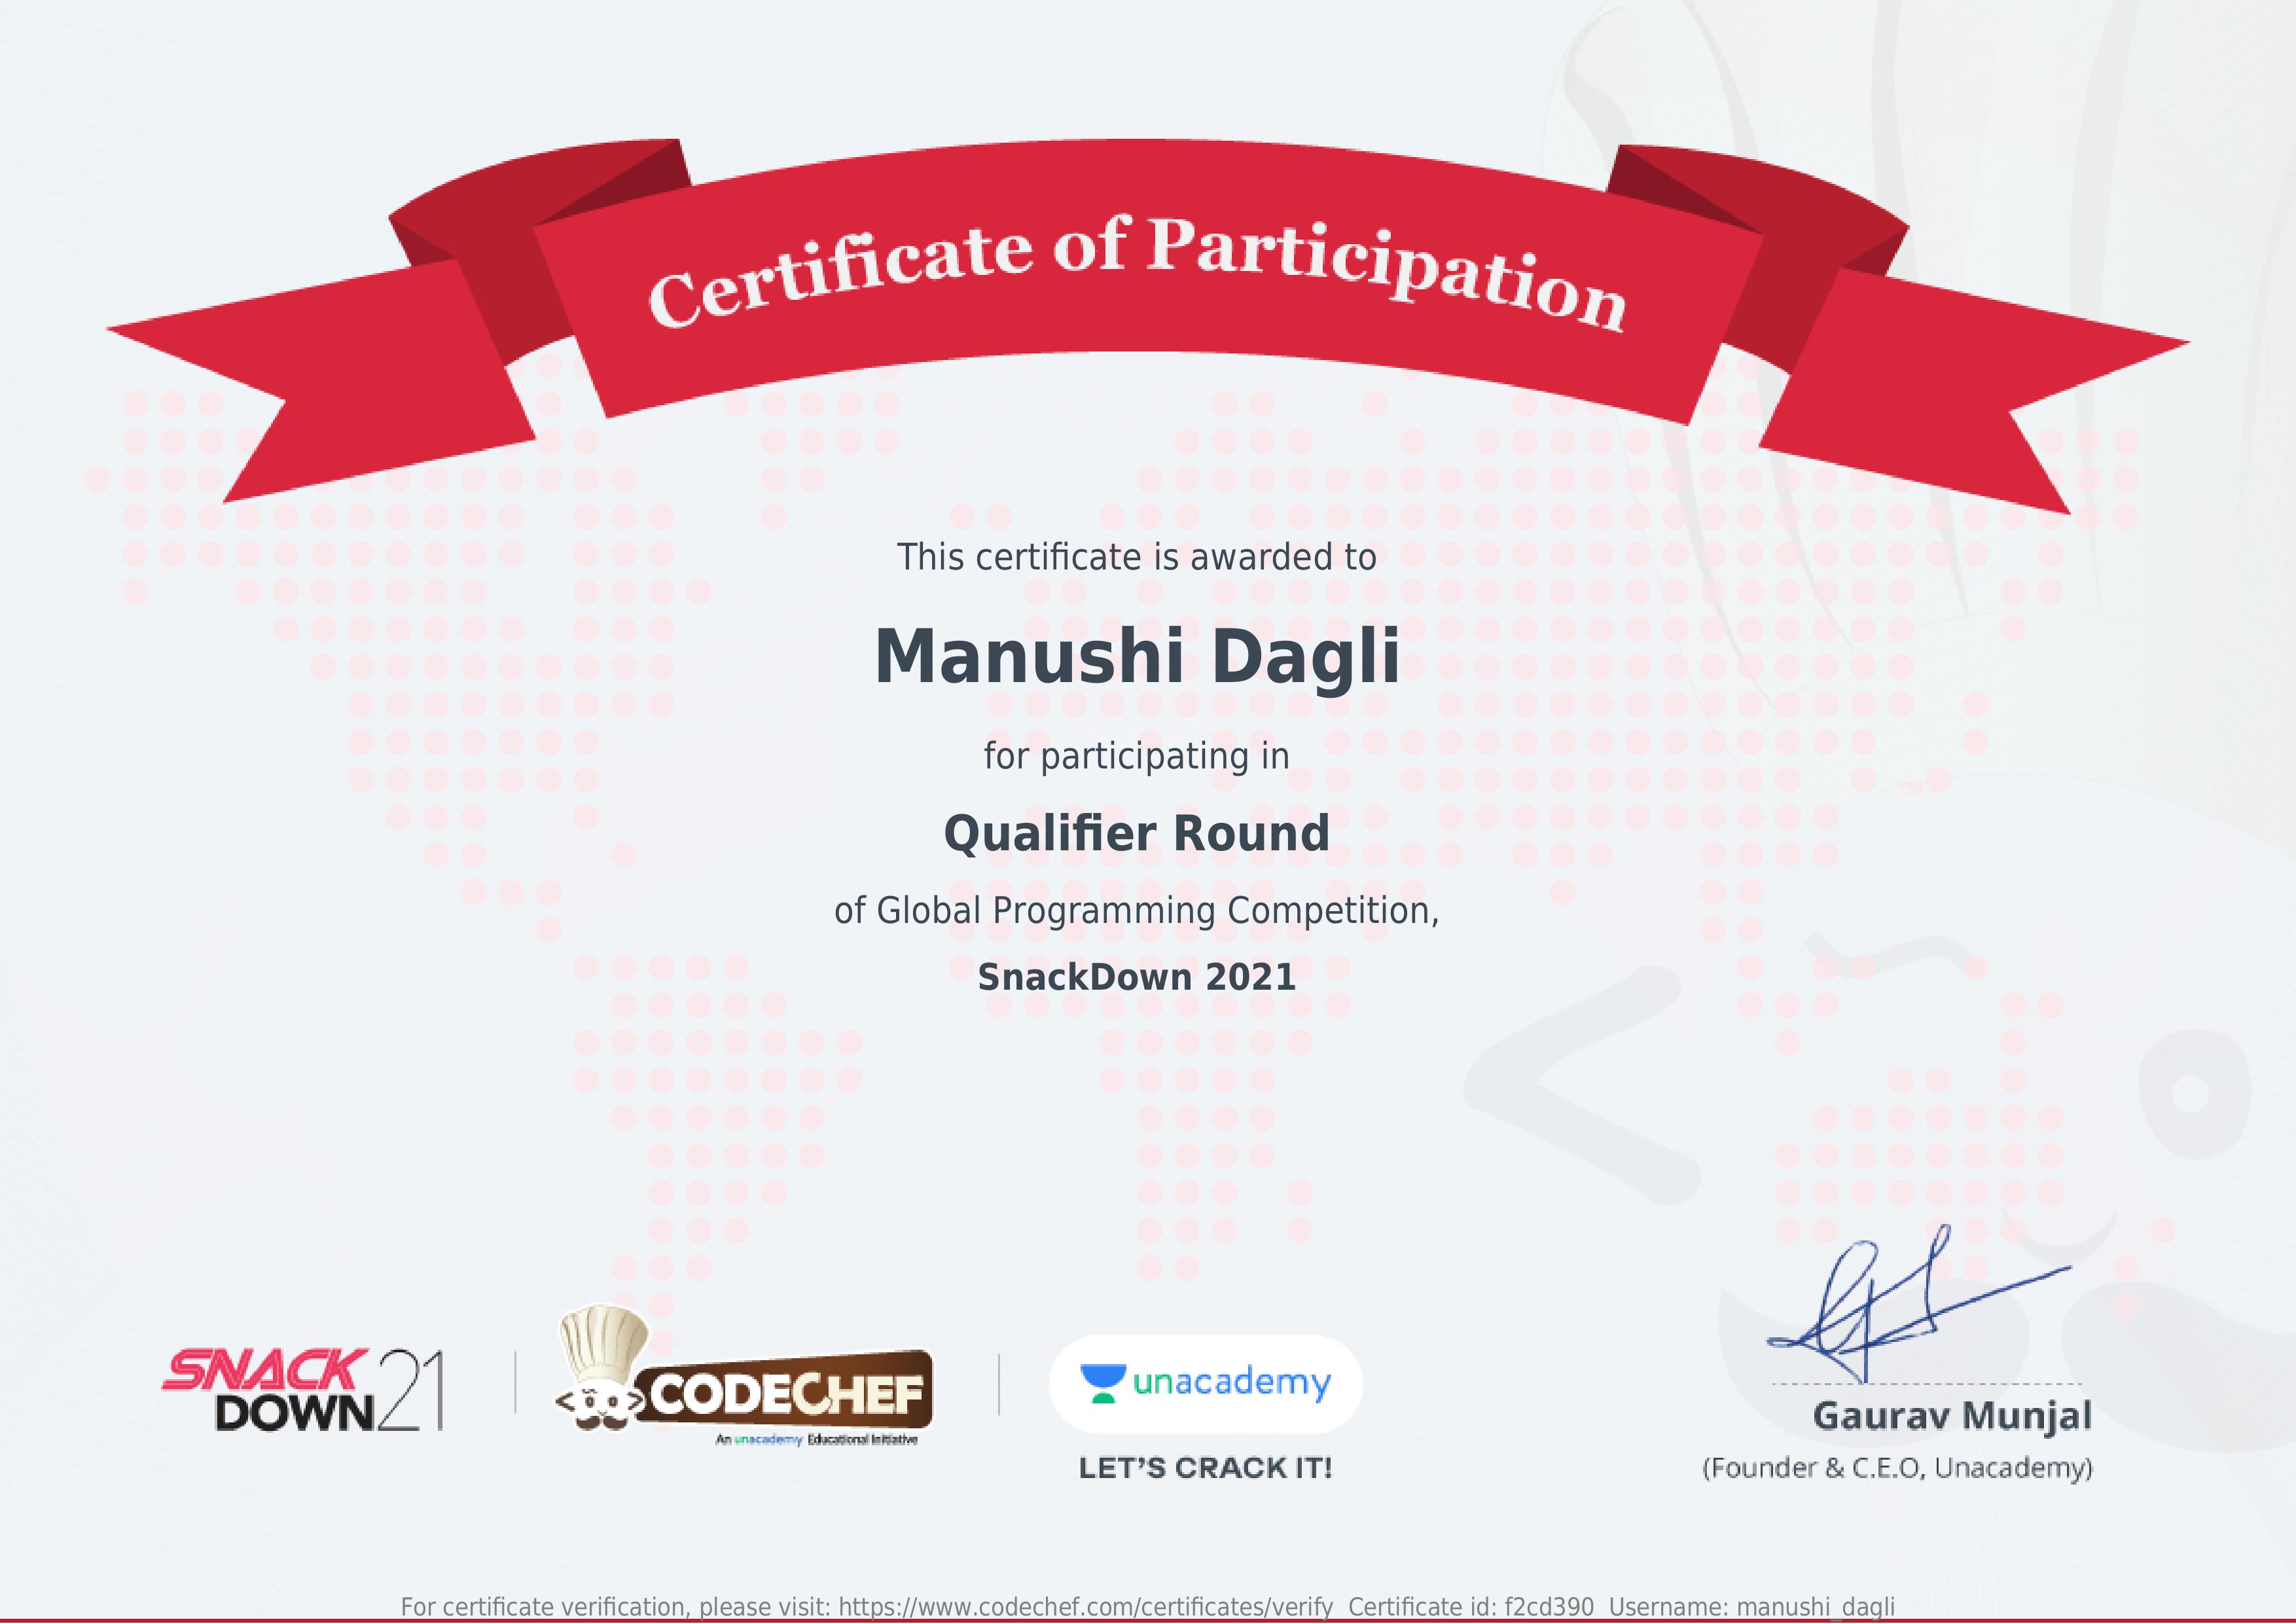 Certificate of Participation
This certificate is awarded to
Manushi Dagli
for participating in
Qualifier Round
of Global Programming Competition,
SnackDown 2021
SNACK
DOWN21
CODECHEF
An unacademy Educational Initiative
unacademy
LET'S CRACK IT!
Gaurav Munjal
(Founder & C.E.O, Unacademy)
For certificate verification, please visit: https://www.codechef.com/certificates/verify Certificate id: f2cd390 Username: manushi_dagli